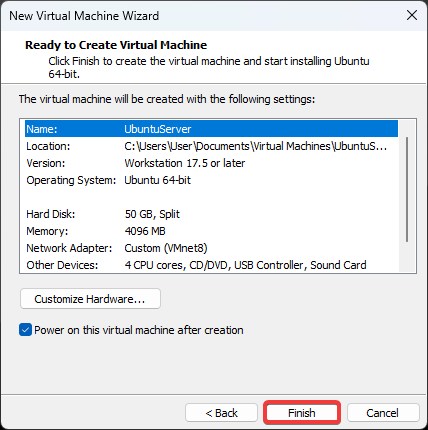 New Virtual Machine Wizard
Ready to Create Virtual Machine
Click Finish to create the virtual machine and start installing Ubuntu
64-bit.
The virtual machine will be created with the following settings:
Name: UbuntuServer
Location: C:\Users\User\Documents\Virtual Machines\UbuntuS...
Version: Workstation 17.5 or later
Operating System: Ubuntu 64-bit
Hard Disk: 50 GB, Split
Memory: 4096 MB
Network Adapter: Custom (VMnet8)
Other Devices: 4 CPU cores, CD/DVD, USB Controller, Sound Card
Customize Hardware...
Power on this virtual machine after creation
< Back Finish Cancel